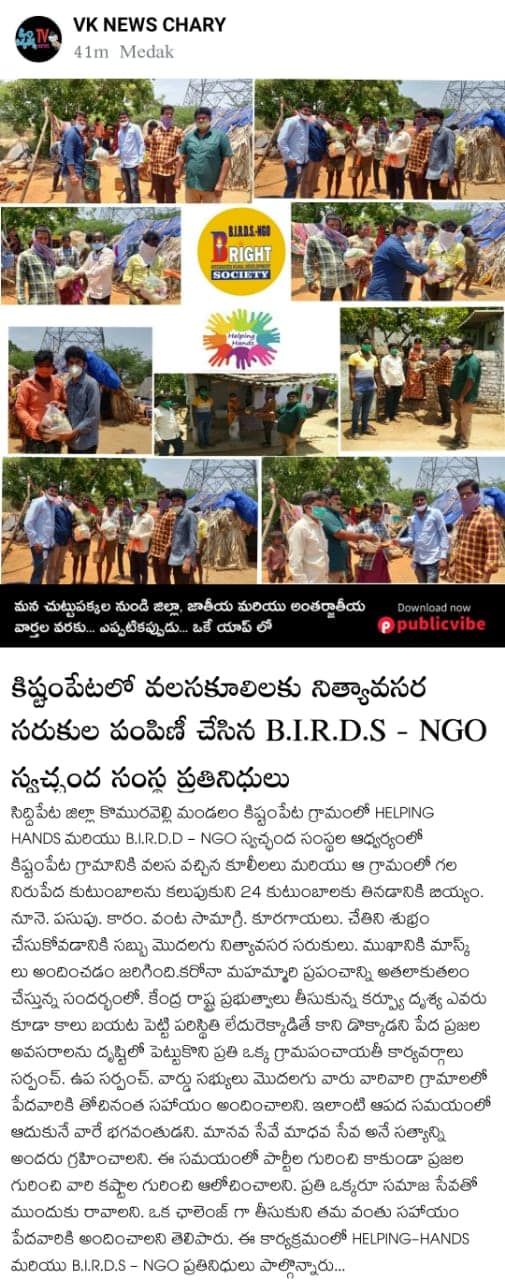 VK NEWS CHARY
41m Medak
TV
B.I.R.D.S.-NGO
BRIGHT
INTEGRATED RURAL DEVELOPMENT
SOCIETY
Helping
Hands
మన చుట్టుపక్కల నుండి జిల్లా, జాతీయ మరియు అంతర్జాతీయ
వార్తల వరకు... ఎప్పటికప్పుడు... ఒకే యాప్ లో
Download now
publicvibe
కిష్టంపేటలో వలసకూలిలకు నిత్యావసర
సరుకుల పంపిణీ చేసిన B.I.R.D.S - NGO
స్వచ్ఛంద సంస్థ ప్రతినిధులు
సిద్దిపేట జిల్లా కొమురవెల్లి మండలం కిష్టంపేట గ్రామంలో HELPING
HANDS మరియు B.I.R.D.D - NGO స్వచ్ఛంద సంస్థల ఆధ్వర్యంలో
కిష్టంపేట గ్రామానికి వలస వచ్చిన కూలీలలు మరియు ఆ గ్రామంలో గల
నిరుపేద కుటుంబాలను కలుపుకుని 24 కుటుంబాలకు తినడానికి బియ్యం.
నూనె. పసుపు. కారం. వంట సామాగ్రి. కూరగాయలు. చేతిని శుభ్రం
చేసుకోవడానికి సబ్బు మొదలగు నిత్యావసర సరుకులు. ముఖానికి మాస్క్
లు అందించడం జరిగింది.కరోనా మహమ్మారి ప్రపంచాన్ని అతలాకుతలం
చేస్తున్న సందర్భంలో. కేంద్ర రాష్ట్ర ప్రభుత్వాలు తీసుకున్న కర్ఫ్యూ దృశ్య ఎవరు
కూడా కాలు బయట పెట్టి పరిస్థితి లేదురెక్కాడితే కాని డొక్కాడని పేద ప్రజల
అవసరాలను దృష్టిలో పెట్టుకొని ప్రతి ఒక్క గ్రామపంచాయతీ కార్యవర్గాలు
సర్పంచ్. ఉప సర్పంచ్. వార్డు సభ్యులు మొదలగు వారు వారివారి గ్రామాలలో
పేదవారికి తోచినంత సహాయం అందించాలని. ఇలాంటి ఆపద సమయంలో
ఆదుకునే వారే భగవంతుడని. మానవ సేవే మాధవ సేవ అనే సత్యాన్ని
అందరు గ్రహించాలని. ఈ సమయంలో పార్టీల గురించి కాకుండా ప్రజల
గురించి వారి కష్టాల గురించి ఆలోచించాలని. ప్రతి ఒక్కరూ సమాజ సేవతో
ముందుకు రావాలని. ఒక ఛాలెంజ్ గా తీసుకుని తమ వంతు సహాయం
పేదవారికి అందించాలని తెలిపారు. ఈ కార్యక్రమంలో HELPING-HANDS
మరియు B.I.R.D.S - NGO ప్రతినిధులు పాల్గొన్నారు...